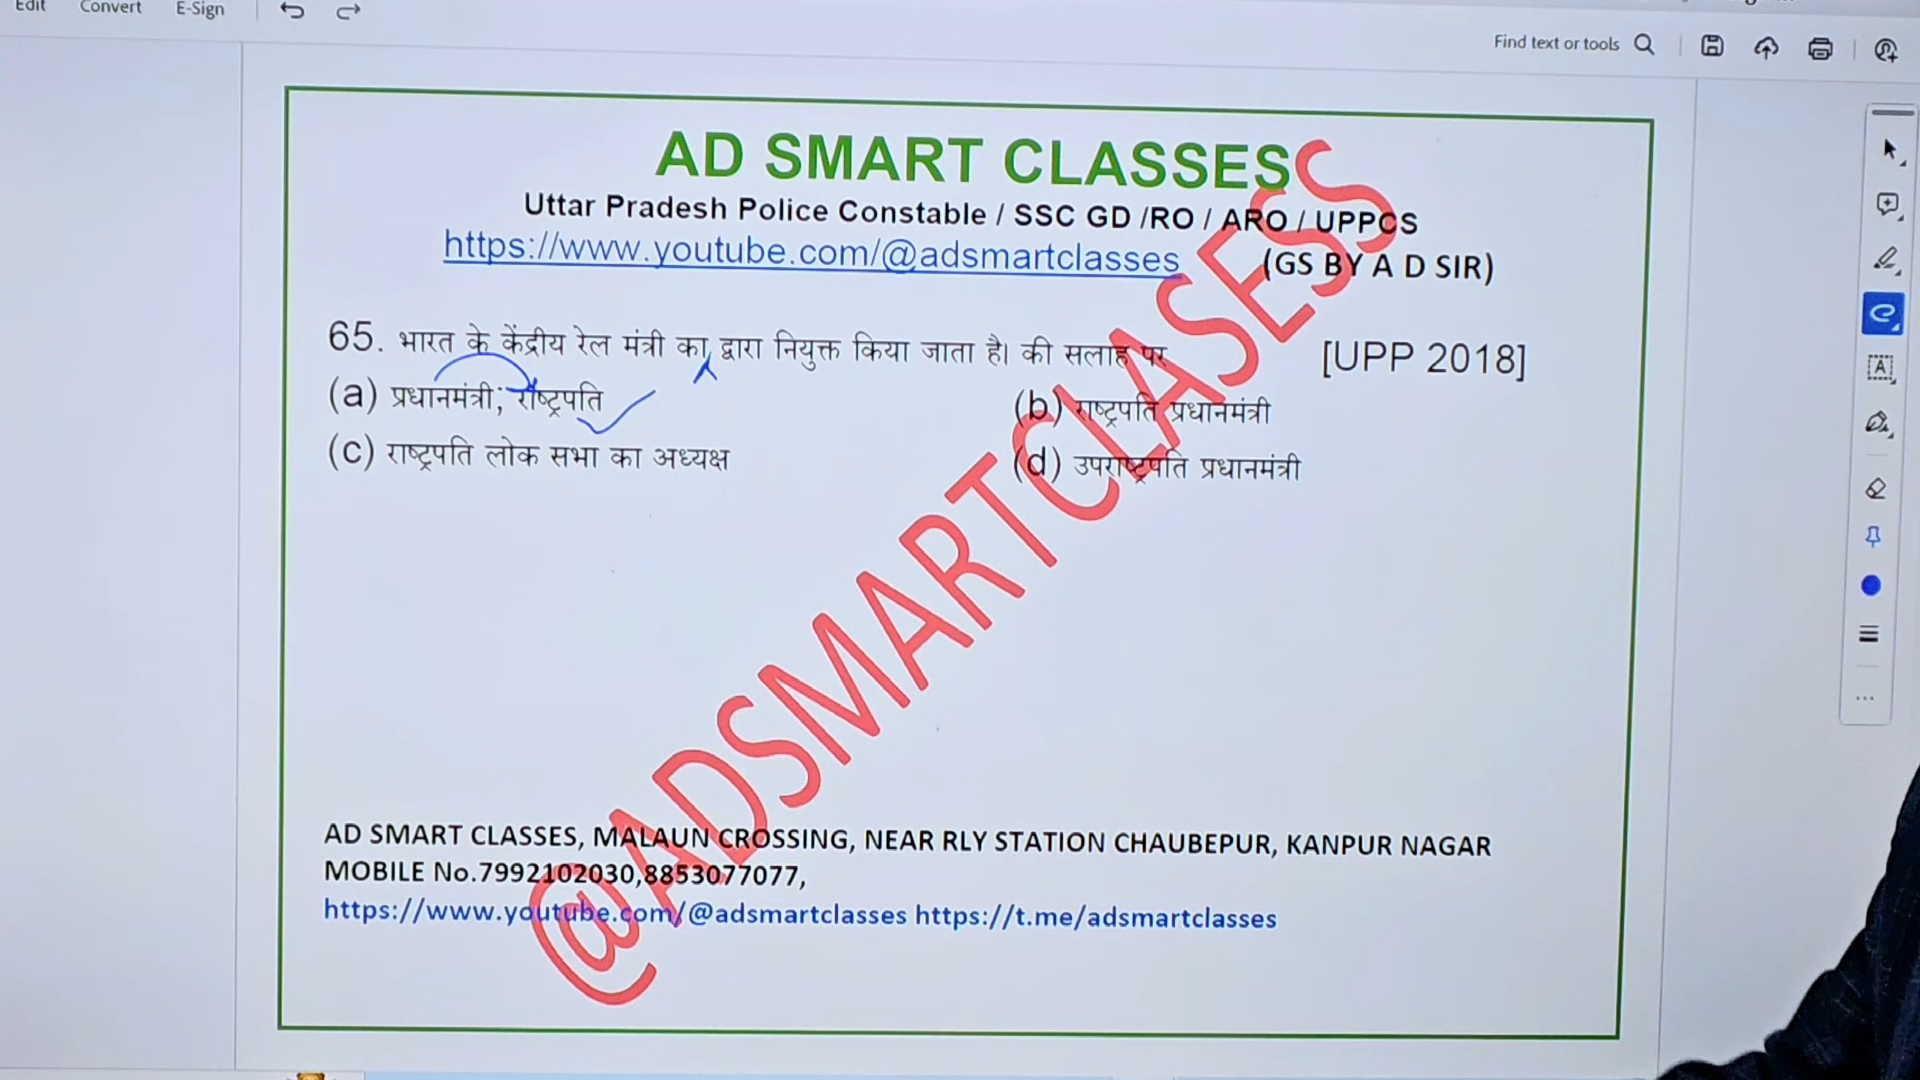 Edit Convert E-Sign
Find text or tools
AD SMART CLASSES
Uttar Pradesh Police Constable / SSC GD /RO / ARO / UPPCS
https://www.youtube.com/@adsmartclasses (GS BY A D SIR)
65. भारत के केंद्रीय रेल मंत्री का द्वारा नियुक्त किया जाता है। की सलाह पर [UPP 2018]
(a) प्रधानमंत्री; राष्ट्रपति (b) राष्ट्रपति प्रधानमंत्री
(c) राष्ट्रपति लोक सभा का अध्यक्ष (d) उपराष्ट्रपति प्रधानमंत्री
@ADSMARTCLASESS
AD SMART CLASSES, MALAUN CROSSING, NEAR RLY STATION CHAUBEPUR, KANPUR NAGAR
MOBILE No.7992102030,8853077077,
https://www.youtube.com/@adsmartclasses https://t.me/adsmartclasses